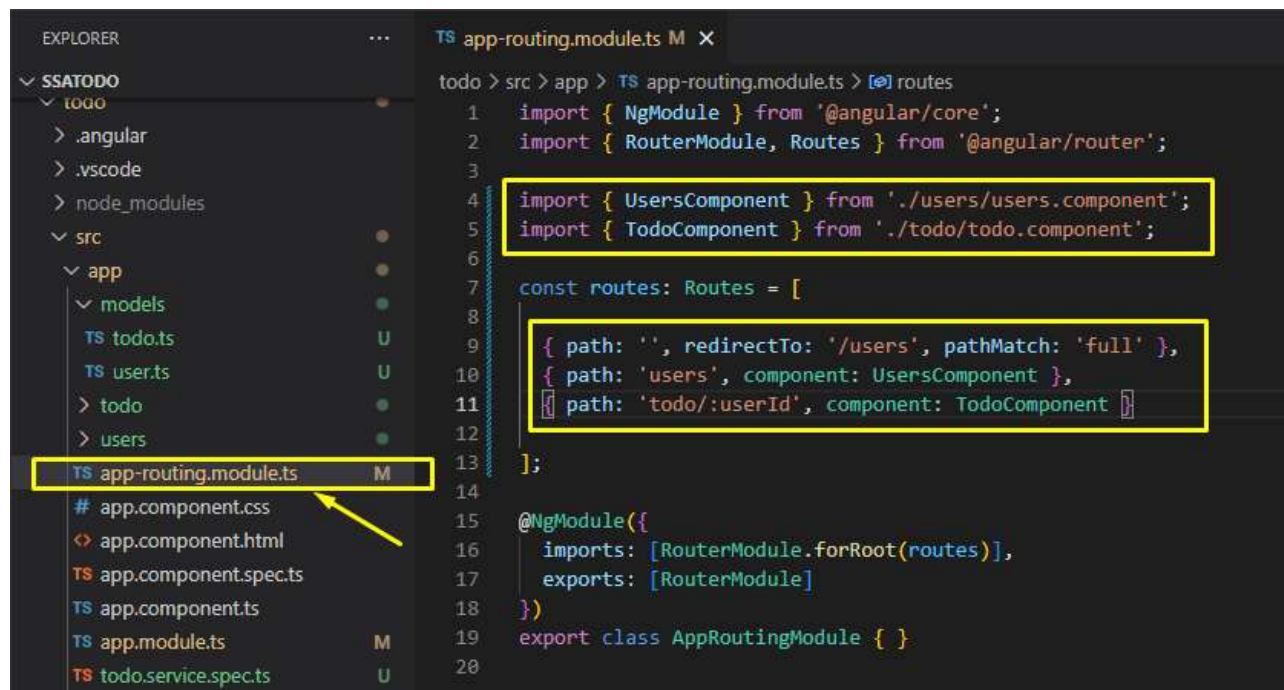 EXPLORER ...
SSATODO
todo
.angular
.vscode
node_modules
src
app
models
TS todo.ts U
TS user.ts U
todo
users
TS app-routing.module.ts M
# app.component.css
<> app.component.html
TS app.component.spec.ts
TS app.component.ts
TS app.module.ts M
TS todo.service.spec.ts U
TS app-routing.module.ts M ×
todo > src > app > TS app-routing.module.ts > routes
1 import { NgModule } from '@angular/core';
2 import { RouterModule, Routes } from '@angular/router';
3
4 import { UsersComponent } from './users/users.component';
5 import { TodoComponent } from './todo/todo.component';
6
7 const routes: Routes = [
8
9 { path: '', redirectTo: '/users', pathMatch: 'full' },
10 { path: 'users', component: UsersComponent },
11 { path: 'todo/:userId', component: TodoComponent }
12
13 ];
14
15 @NgModule({
16 imports: [RouterModule.forRoot(routes)],
17 exports: [RouterModule]
18 })
19 export class AppRoutingModule { }
20